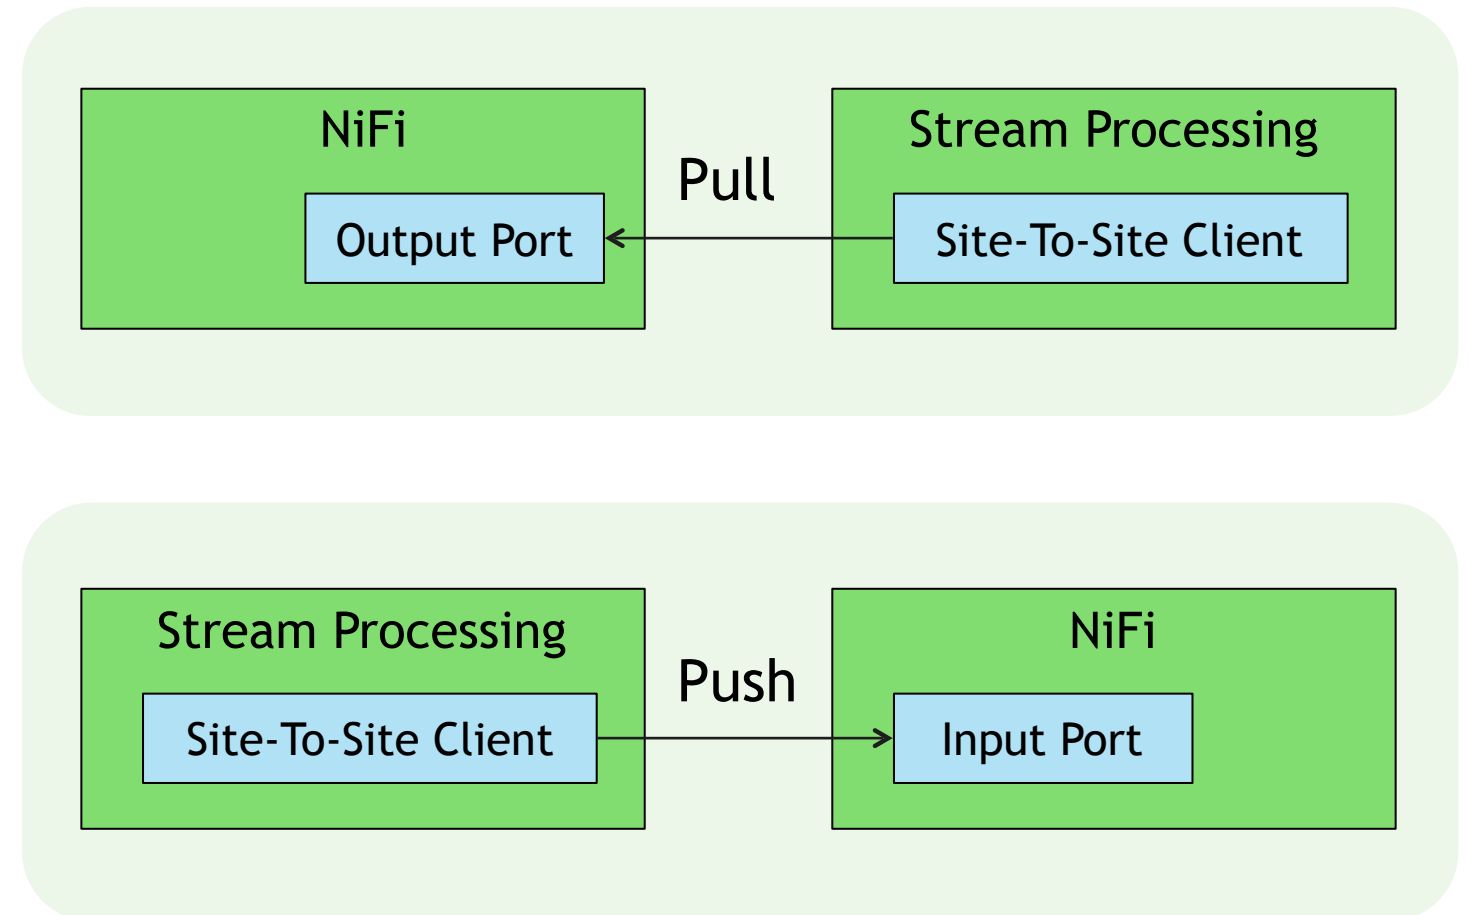 NiFi
Output Port
Pull
Stream Processing
Site-To-Site Client
Stream Processing
Site-To-Site Client
Push
NiFi
Input Port